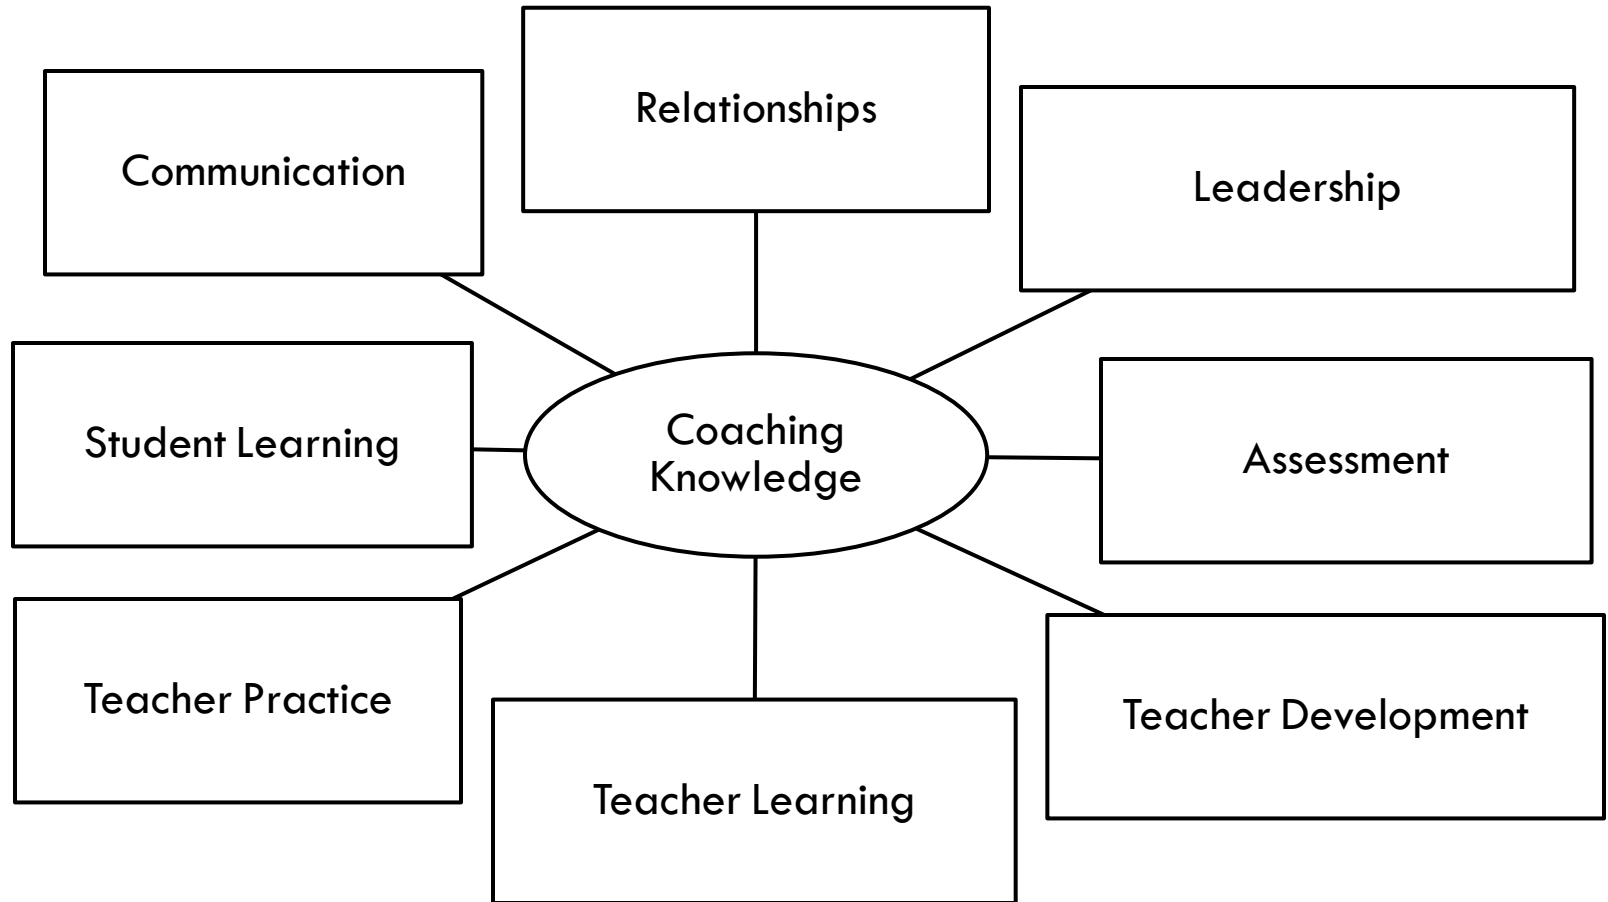 Relationships
Communication
Leadership
Student Learning
Coaching
Knowledge
Assessment
Teacher Practice
Teacher Development
Teacher Learning